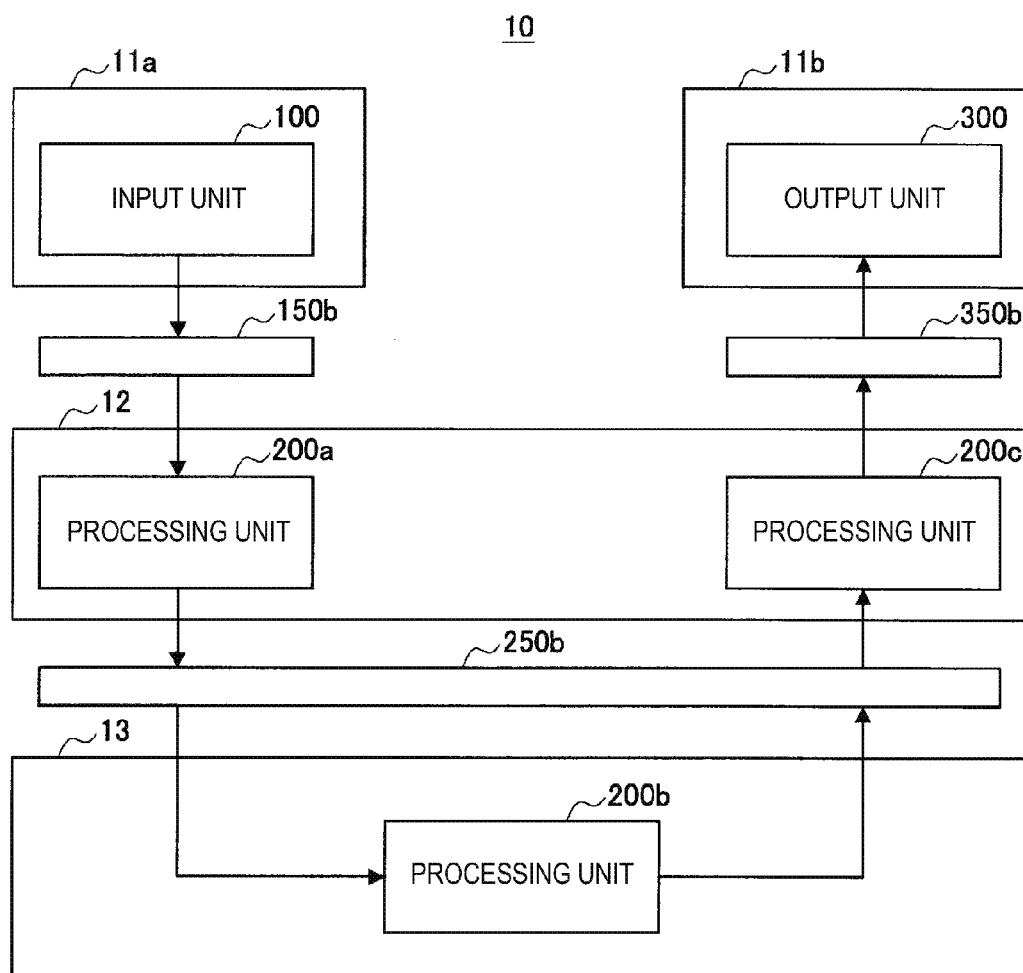 10
11a
11b
100
300
INPUT UNIT
OUTPUT UNIT
150b
350b
12
200a
200c
PROCESSING UNIT
PROCESSING UNIT
250b
13
200b
PROCESSING UNIT